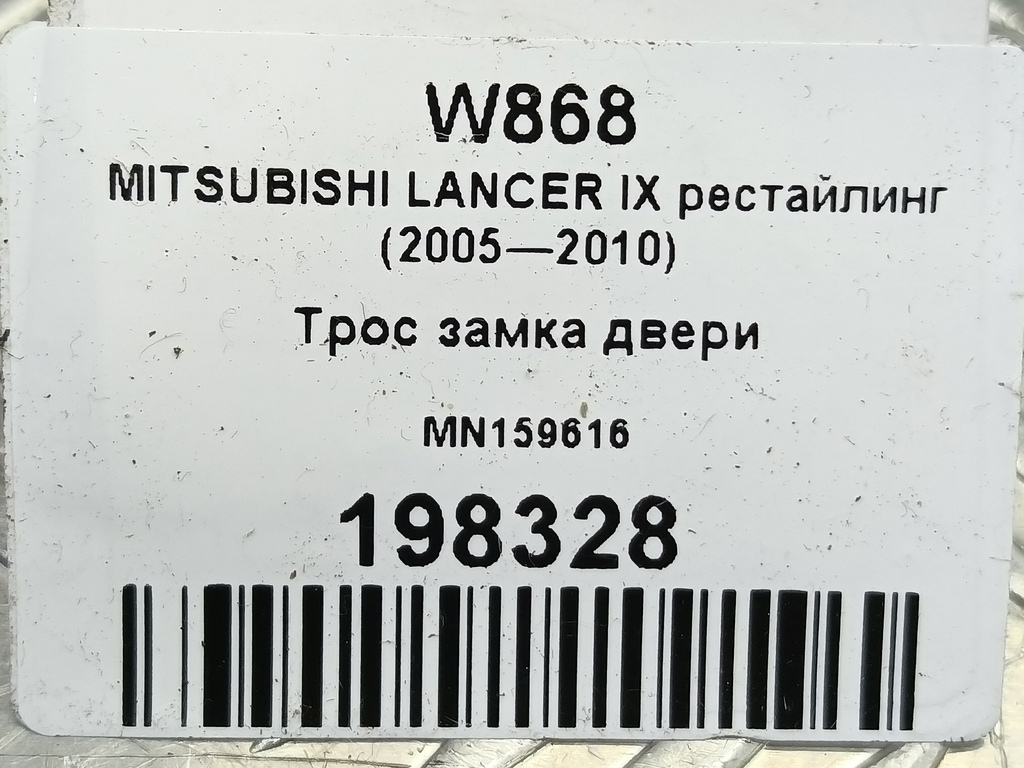 W868
MITSUBISHI LANCER IX рестайлинг
(2005—2010)
Трос замка двери
MN159616
198328